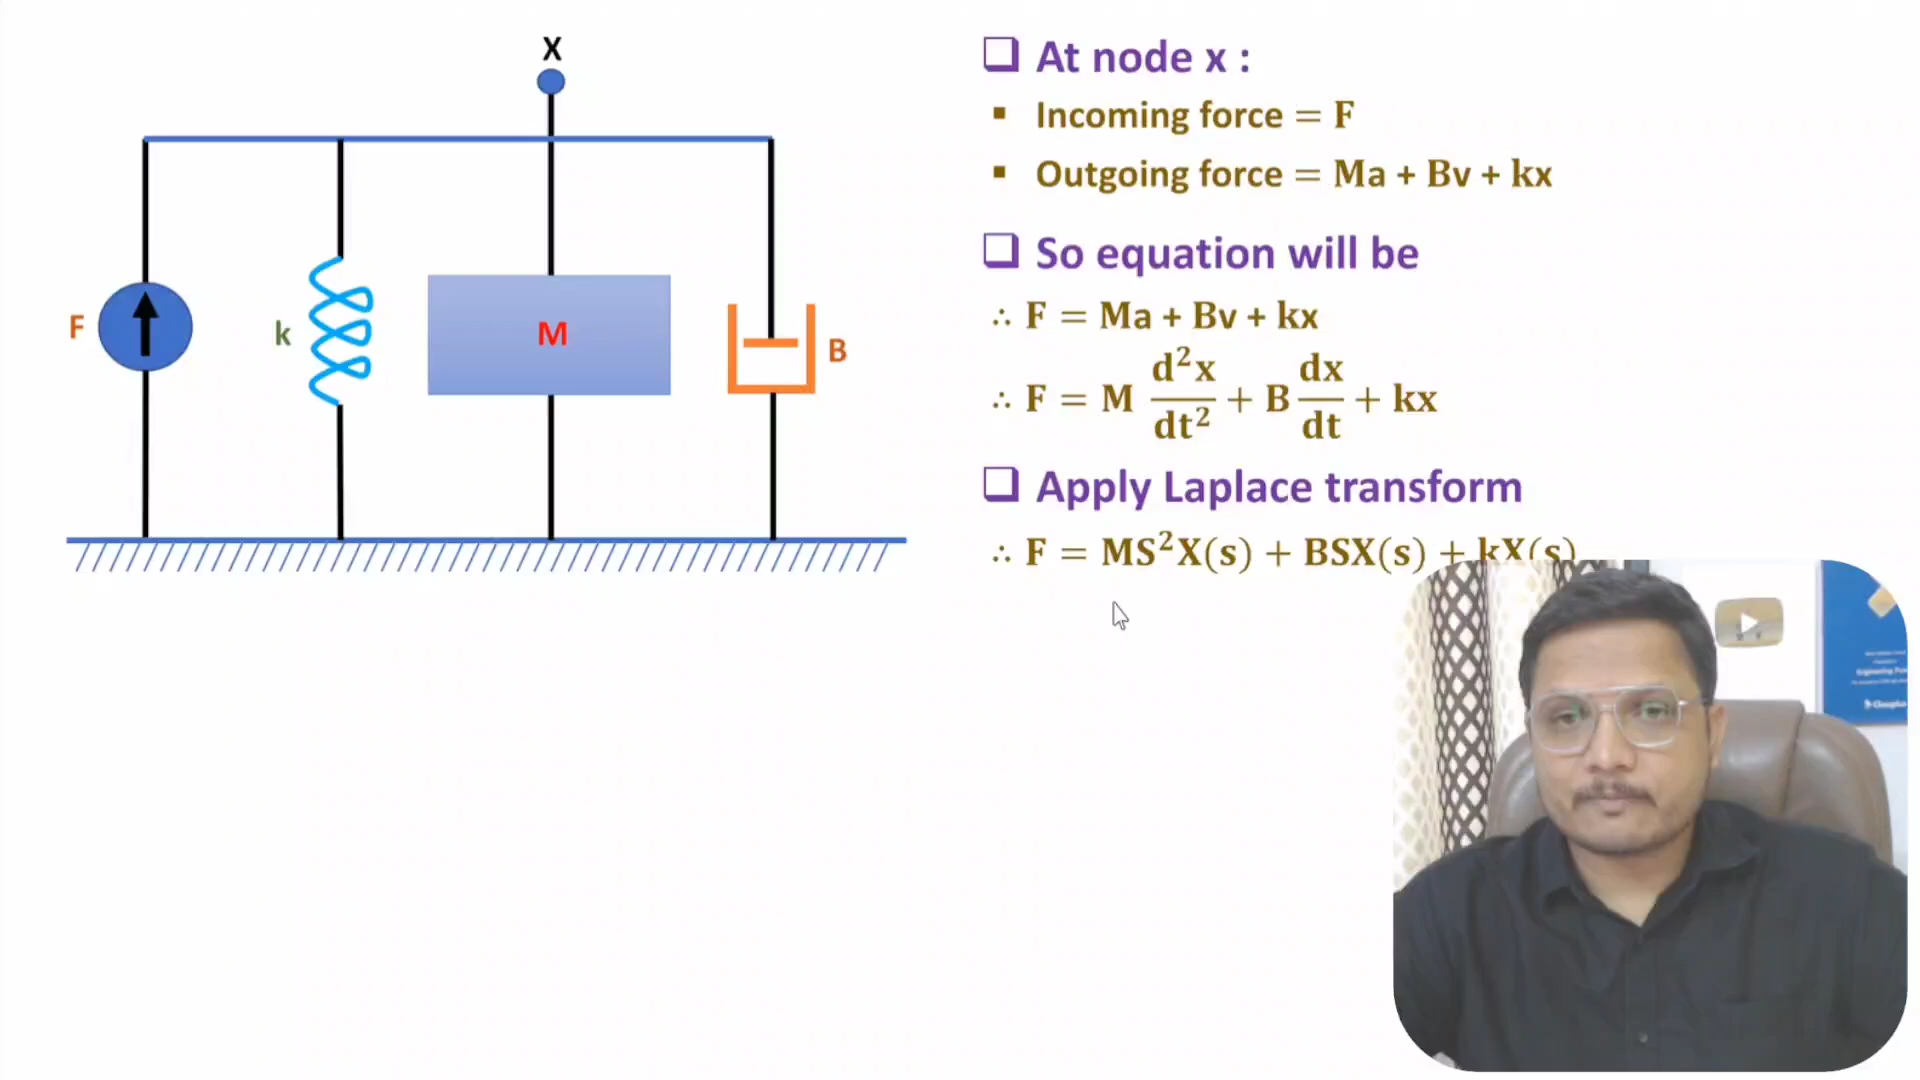 X
F
k
M
B
❑ At node x :
▪ Incoming force = F
▪ Outgoing force = Ma + Bv + kx
❑ So equation will be
∴ F = Ma + Bv + kx
∴ F = M d²x/dt² + B dx/dt + kx
❑ Apply Laplace transform
∴ F = MS²X(s) + BSX(s) + kX(s)